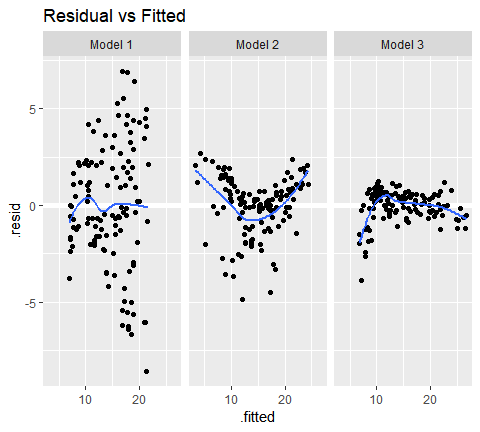 Residual vs Fitted
Model 1 Model 2 Model 3
5
0
-5
.resid
10 20 10 20 10 20
.fitted